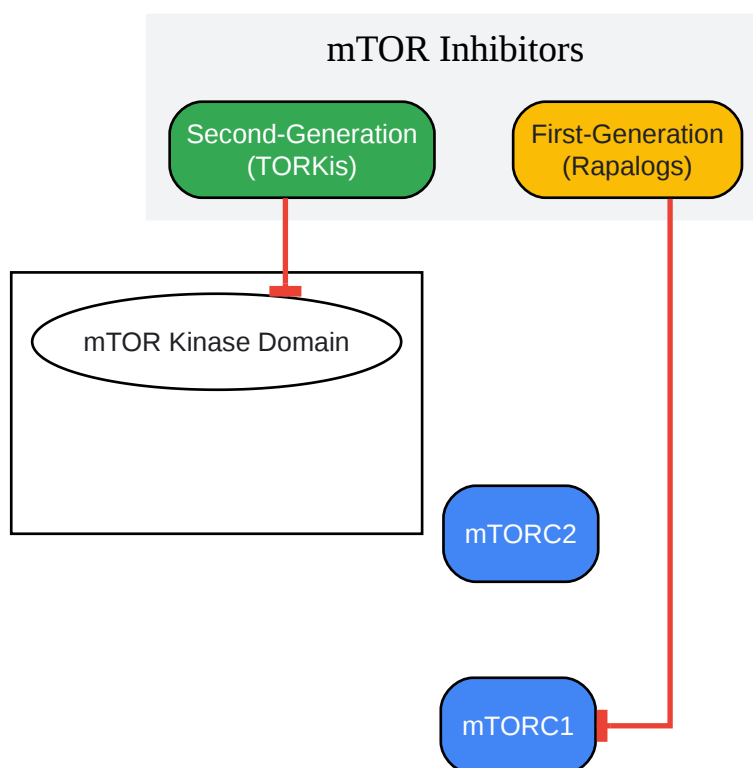 mTOR Inhibitors
Second-Generation
(TORKis)
First-Generation
(Rapalogs)
mTOR Kinase Domain
mTORC2
mTORC1